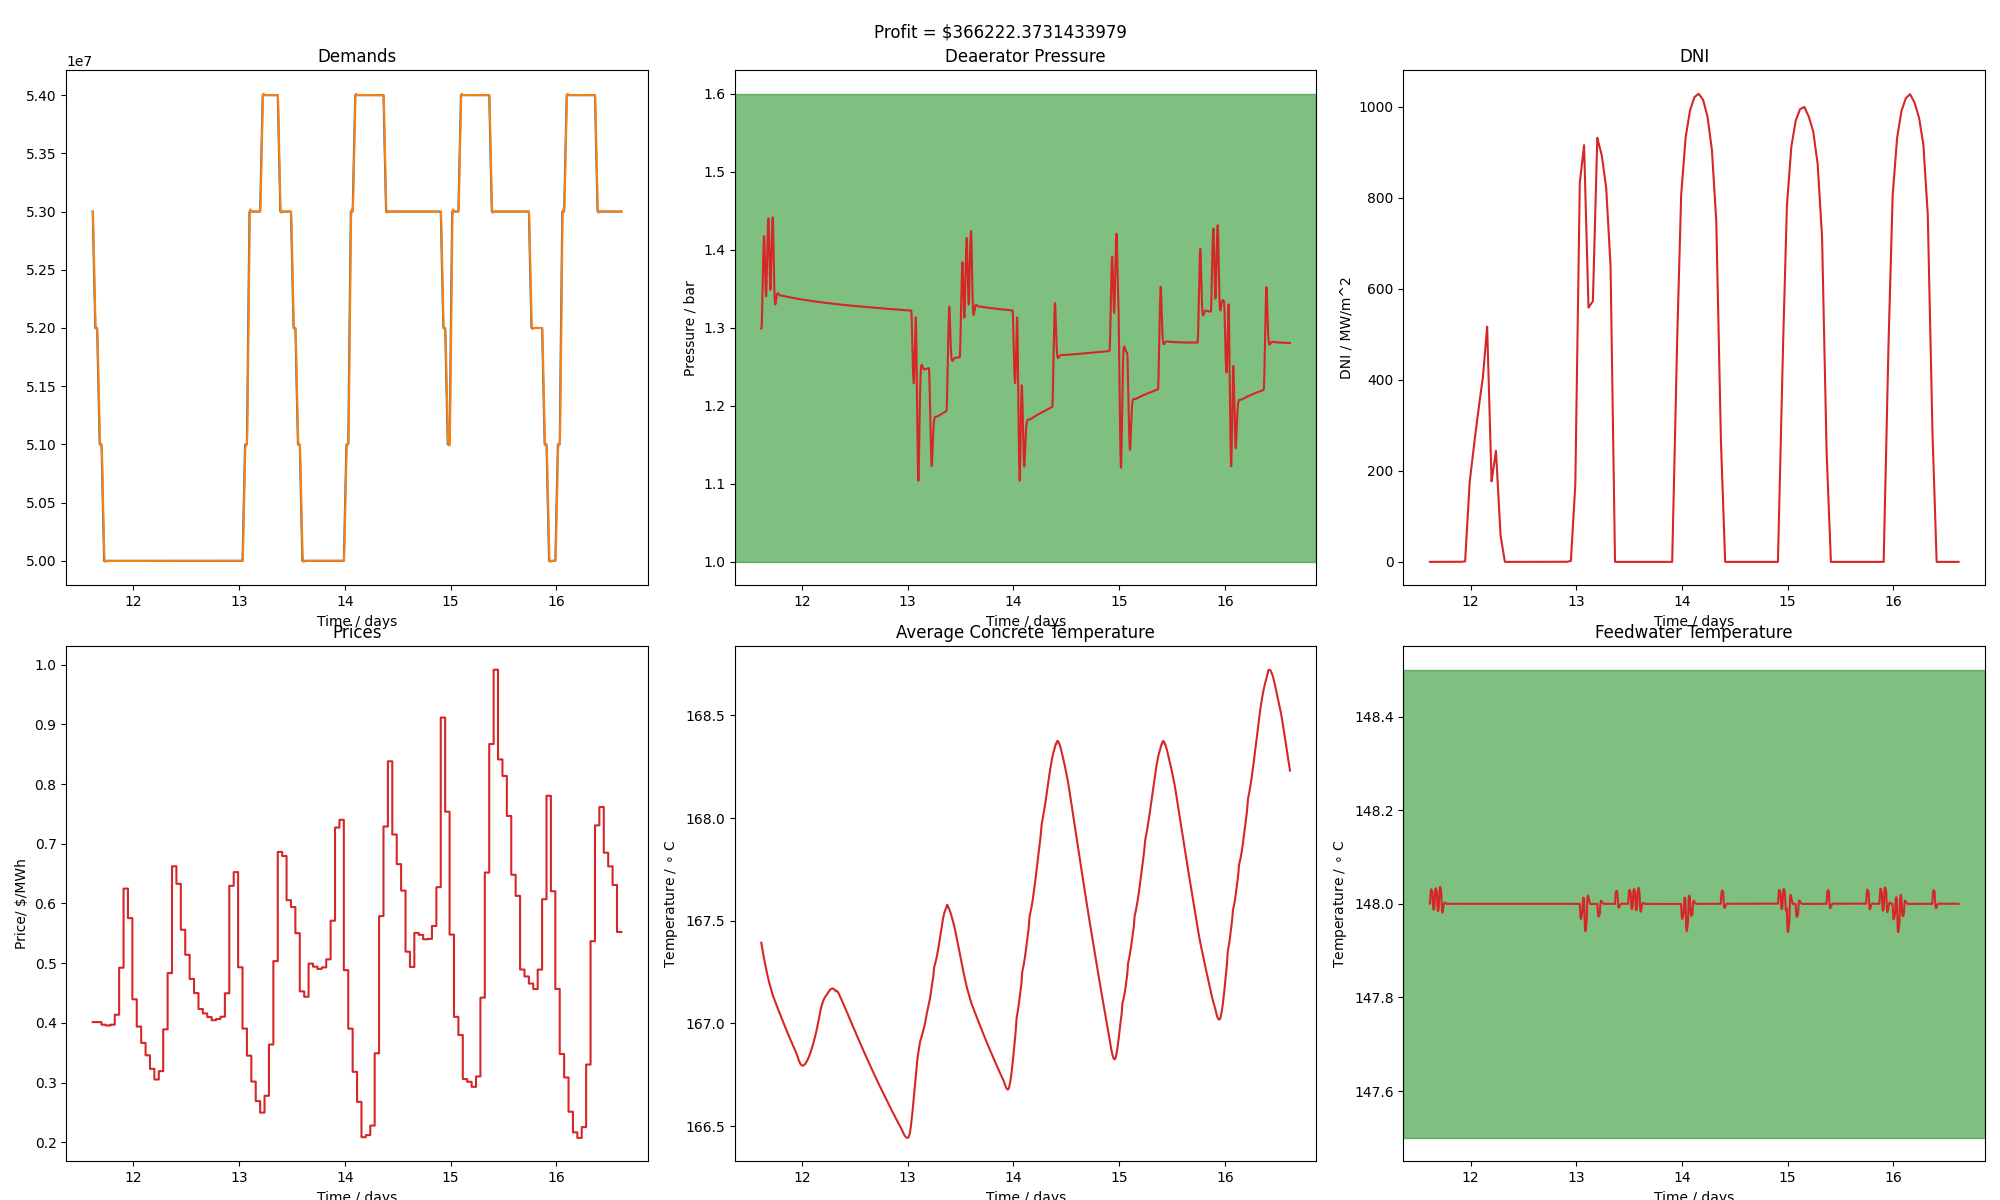 Profit = $366222.3731433979
Demands
1e7
5.40
5.35
5.30
5.25
5.20
5.15
5.10
5.05
5.00
12 13 14 15 16
Time / days
Deaerator Pressure
Pressure / bar
1.6
1.5
1.4
1.3
1.2
1.1
1.0
12 13 14 15 16
Time / days
DNI
DNI / MW/m^2
1000
800
600
400
200
0
12 13 14 15 16
Time / days
Prices
Price/ $/MWh
1.0
0.9
0.8
0.7
0.6
0.5
0.4
0.3
0.2
12 13 14 15 16
Time / days
Average Concrete Temperature
Temperature / ∘ C
168.5
168.0
167.5
167.0
166.5
12 13 14 15 16
Time / days
Feedwater Temperature
Temperature / ∘ C
148.4
148.2
148.0
147.8
147.6
12 13 14 15 16
Time / days